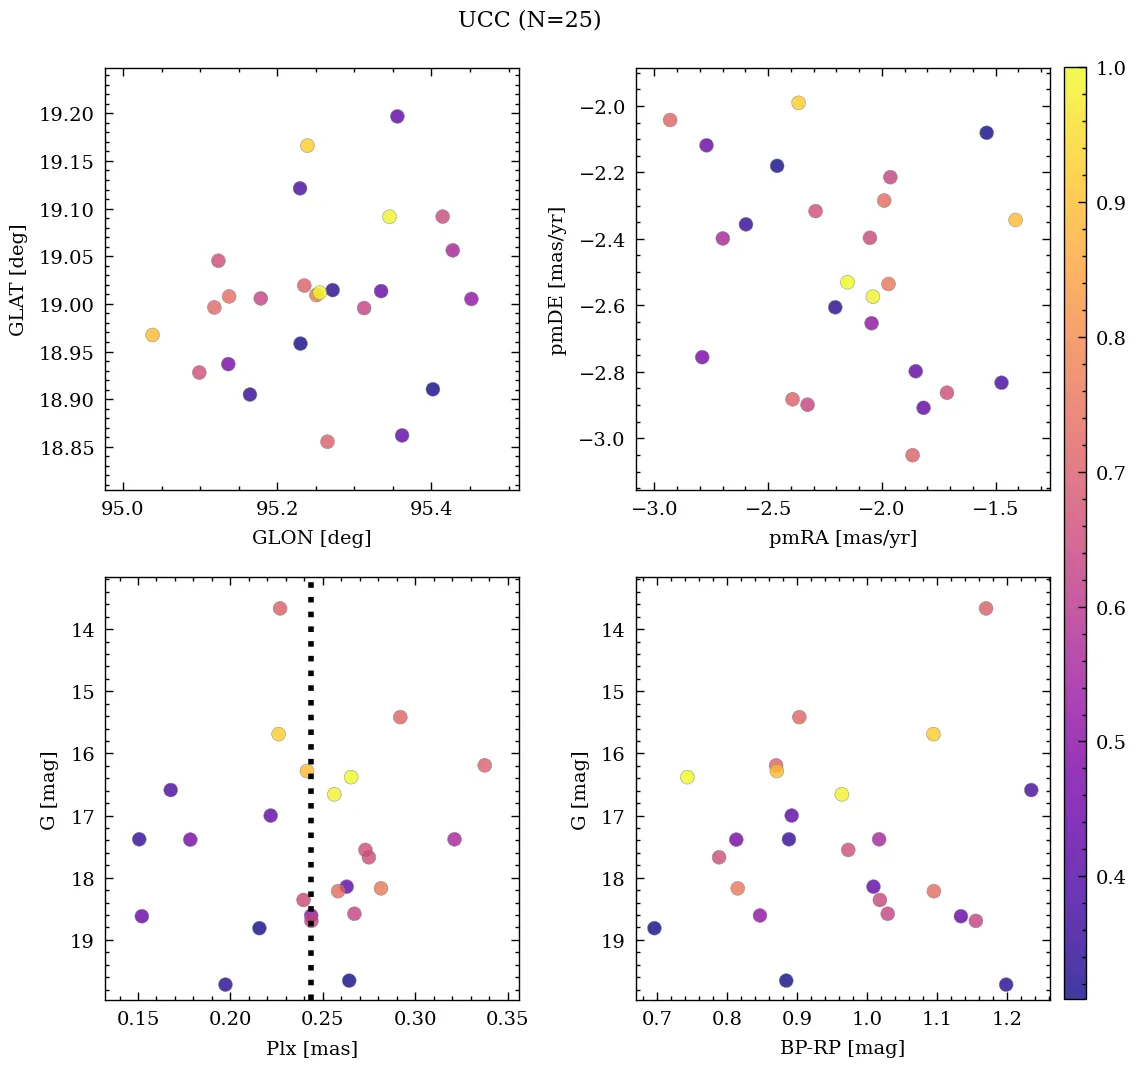 UCC (N=25)
19.20
19.15
19.10
19.05
19.00
18.95
18.90
18.85
GLAT [deg]
95.0 95.2 95.4
GLON [deg]
−2.0
−2.2
−2.4
−2.6
−2.8
−3.0
pmDE [mas/yr]
−3.0 −2.5 −2.0 −1.5
pmRA [mas/yr]
14
15
16
17
18
19
G [mag]
0.15 0.20 0.25 0.30 0.35
Plx [mas]
14
15
16
17
18
19
G [mag]
0.7 0.8 0.9 1.0 1.1 1.2
BP-RP [mag]
1.0
0.9
0.8
0.7
0.6
0.5
0.4